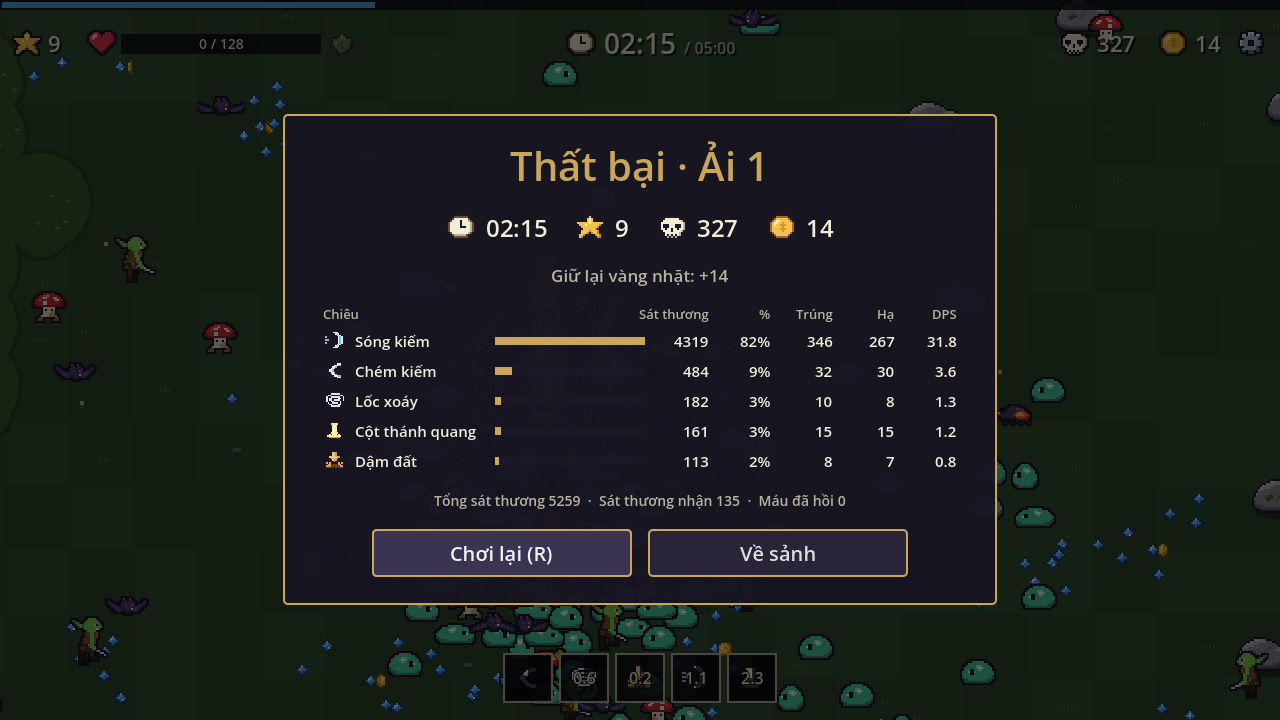 9 0 / 128 02:15 / 05:00 327 14
Thất bại · Ải 1
02:15 9 327 14
Giữ lại vàng nhặt: +14
Chiêu Sát thương % Trúng Hạ DPS
Sóng kiếm 4319 82% 346 267 31.8
Chém kiếm 484 9% 32 30 3.6
Lốc xoáy 182 3% 10 8 1.3
Cột thánh quang 161 3% 15 15 1.2
Dậm đất 113 2% 8 7 0.8
Tổng sát thương 5259 · Sát thương nhận 135 · Máu đã hồi 0
Chơi lại (R) Về sảnh
0.6 0.2 1.1 2.3